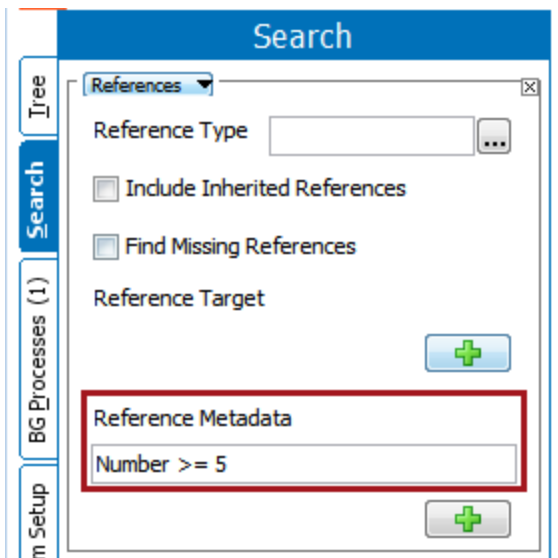 Search
Tree
Search
BG Processes (1)
m Setup
References
Reference Type
...
Include Inherited References
Find Missing References
Reference Target
Reference Metadata
Number >= 5